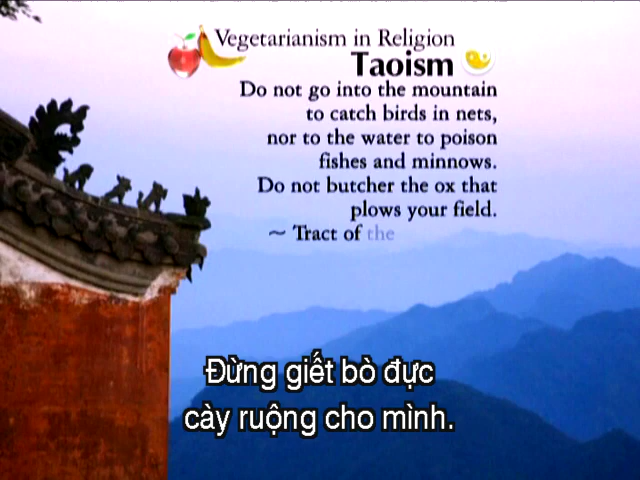 Vegetarianism in Religion
Taoism
Do not go into the mountain
to catch birds in nets,
nor to the water to poison
fishes and minnows.
Do not butcher the ox that
plows your field.
~ Tract of the
Đừng giết bò đực
cày ruộng cho mình.